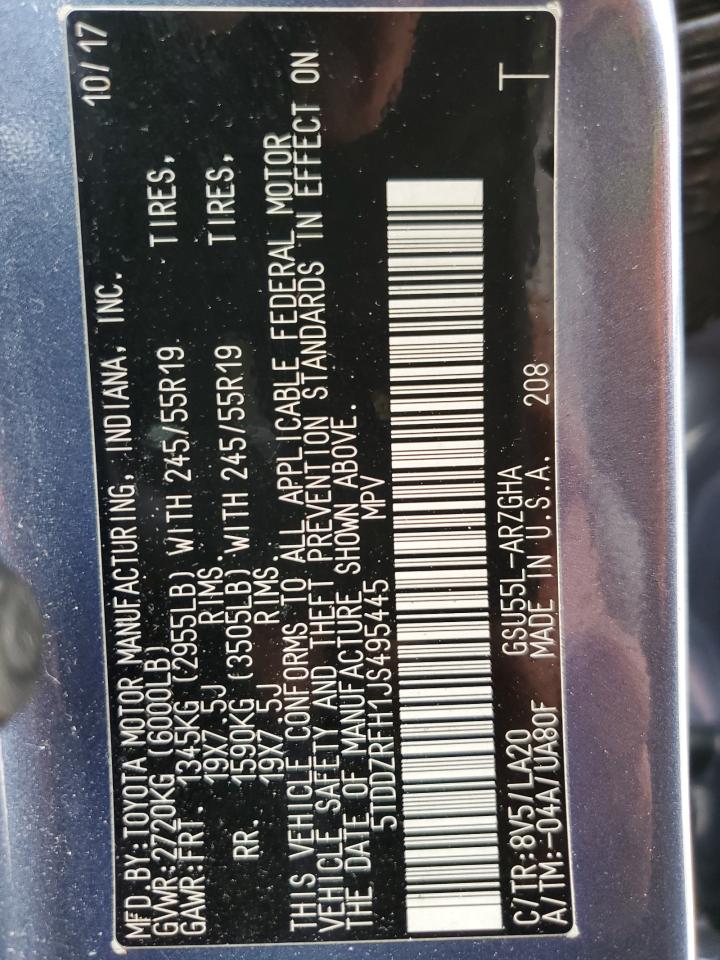 MFD.BY:TOYOTA MOTOR MANUFACTURING, INDIANA, INC. 10/17
GVWR:2720KG (6000LB)
GAWR:FRT. 1345KG (2955LB) WITH 245/55R19 TIRES,
19X7.5J RIMS.
RR. 1590KG (3505LB) WITH 245/55R19 TIRES,
19X7.5J RIMS.
THIS VEHICLE CONFORMS TO ALL APPLICABLE FEDERAL MOTOR
VEHICLE SAFETY AND THEFT PREVENTION STANDARDS IN EFFECT ON
THE DATE OF MANUFACTURE SHOWN ABOVE.
5TDDZRFH1JS495445 MPV
C/TR:8V5/LA20 GSU55L-ARZGHA T
A/TM:-04A/UA80F MADE IN U.S.A. 208